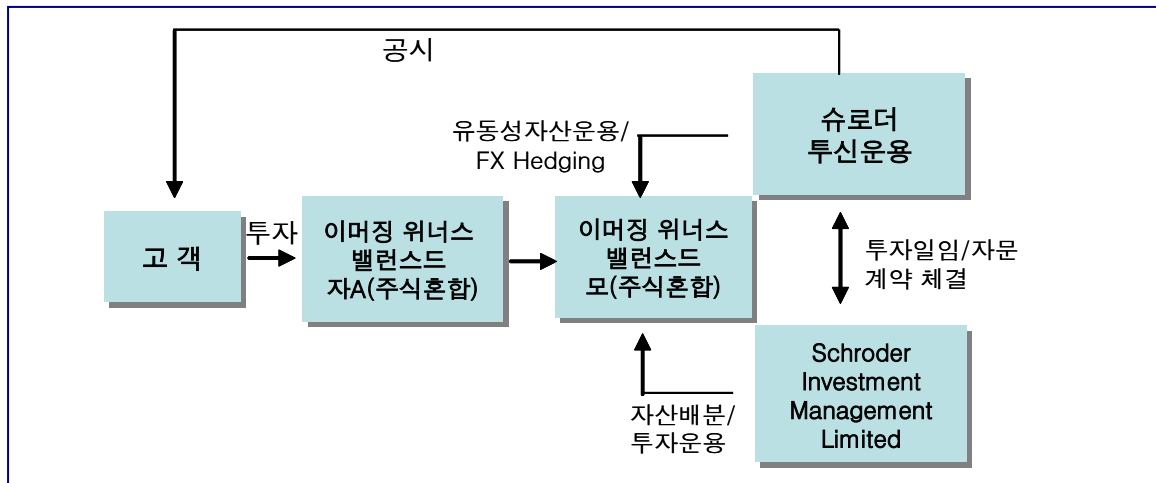 공시
슈로더
투신운용
유동성자산운용/
FX Hedging
고 객
투자
이머징 위너스
밸런스드
자A(주식혼합)
이머징 위너스
밸런스드
모(주식혼합)
투자일임/자문
계약 체결
자산배분/
투자운용
Schroder
Investment
Management
Limited